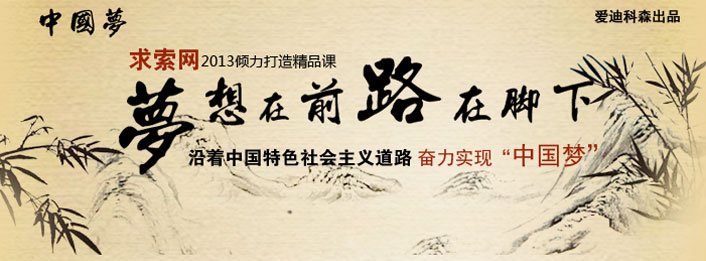 中國夢
爱迪科森出品
求索网2013倾力打造精品课
夢想在前路在脚下
沿着中国特色社会主义道路 奋力实现“中国梦”